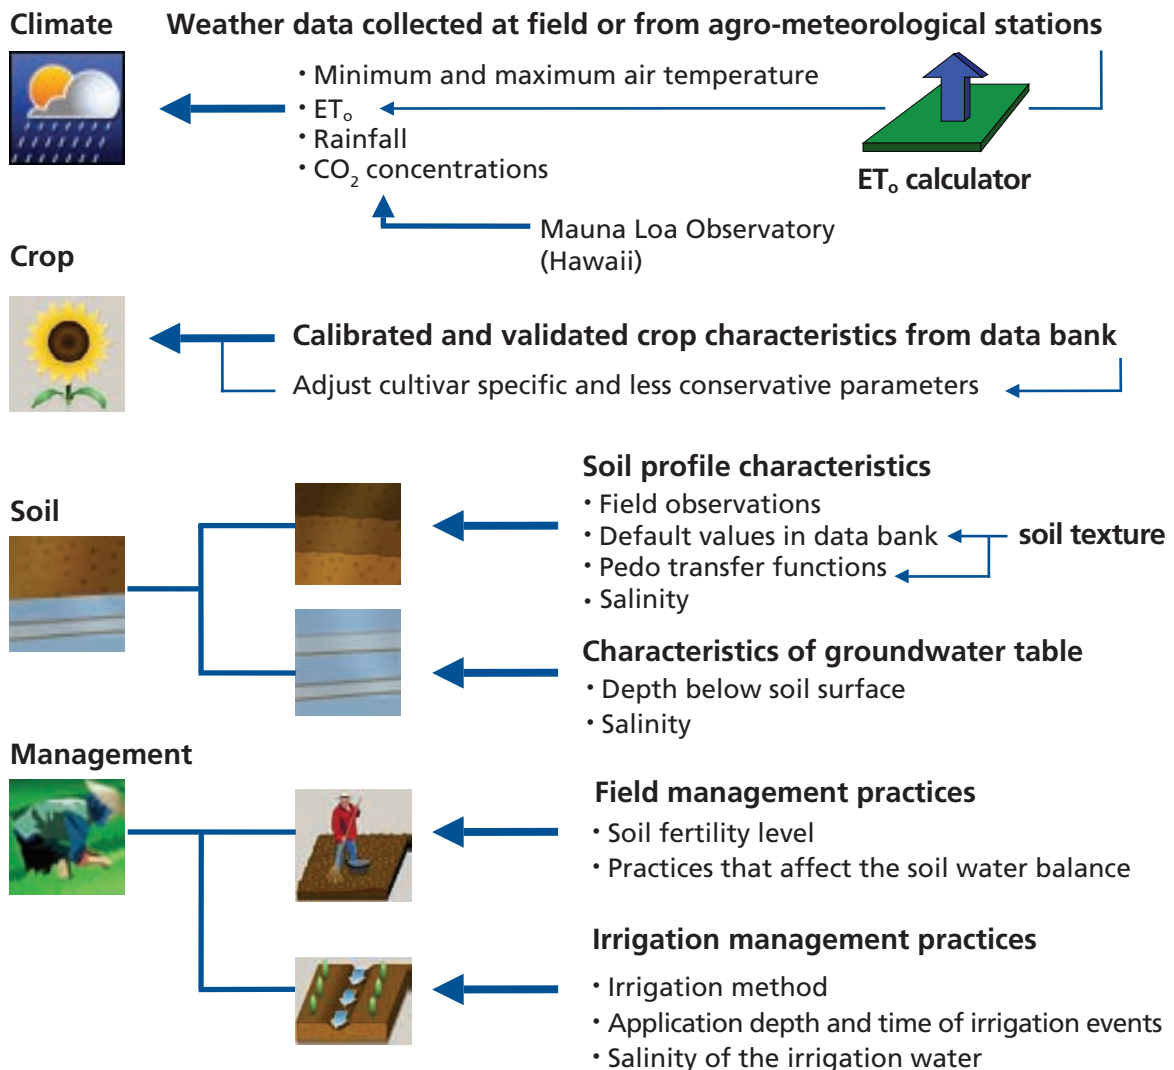 Climate
Weather data collected at field or from agro-meteorological stations
• Minimum and maximum air temperature
• ETo
• Rainfall
• CO2 concentrations
ETo calculator
Mauna Loa Observatory
(Hawaii)
Crop
Calibrated and validated crop characteristics from data bank
Adjust cultivar specific and less conservative parameters
Soil
Soil profile characteristics
• Field observations
• Default values in data bank
soil texture
• Pedo transfer functions
• Salinity
Characteristics of groundwater table
• Depth below soil surface
• Salinity
Management
Field management practices
• Soil fertility level
• Practices that affect the soil water balance
Irrigation management practices
• Irrigation method
• Application depth and time of irrigation events
• Salinity of the irrigation water